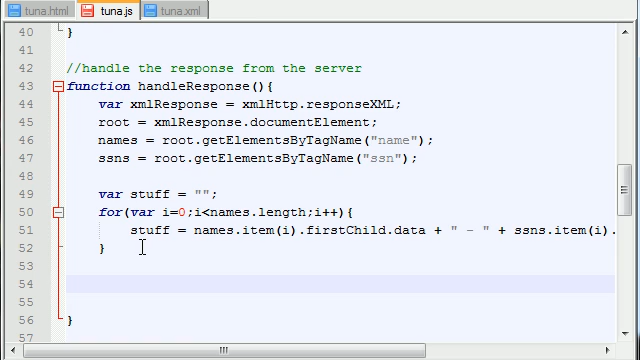 tuna.html tuna.js tuna.xml
40 }
41
42 //handle the response from the server
43 function handleResponse(){
44 var xmlResponse = xmlHttp.responseXML;
45 root = xmlResponse.documentElement;
46 names = root.getElementsByTagName("name");
47 ssns = root.getElementsByTagName("ssn");
48
49 var stuff = "";
50 for(var i=0;i<names.length;i++){
51 stuff = names.item(i).firstChild.data + " - " + ssns.item(i).
52 }
53
54
55
56 }
57